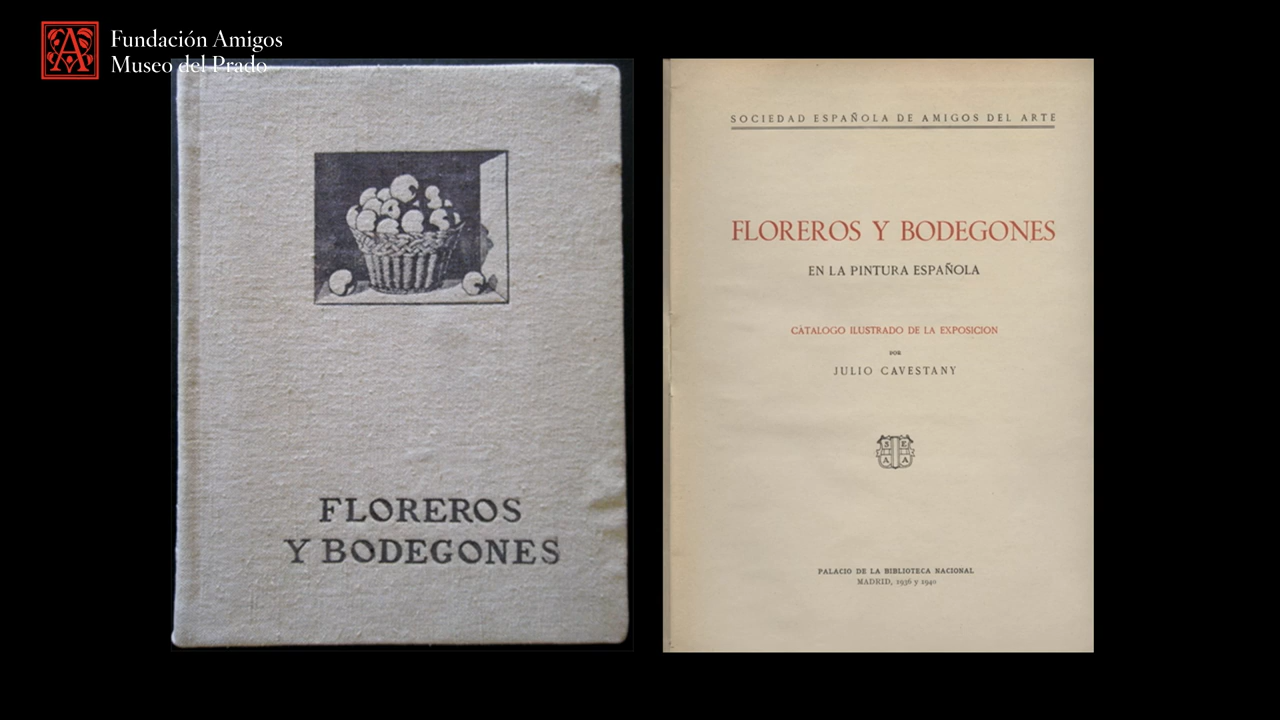 Fundación Amigos
Museo del Prado
FLOREROS
Y BODEGONES
SOCIEDAD ESPAÑOLA DE AMIGOS DEL ARTE
FLOREROS Y BODEGONES
EN LA PINTURA ESPAÑOLA
CÁTALOGO ILUSTRADO DE LA EXPOSICION
POR
JULIO CAVESTANY
S E
A A
PALACIO DE LA BIBLIOTECA NACIONAL
MADRID, 1936 y 1940